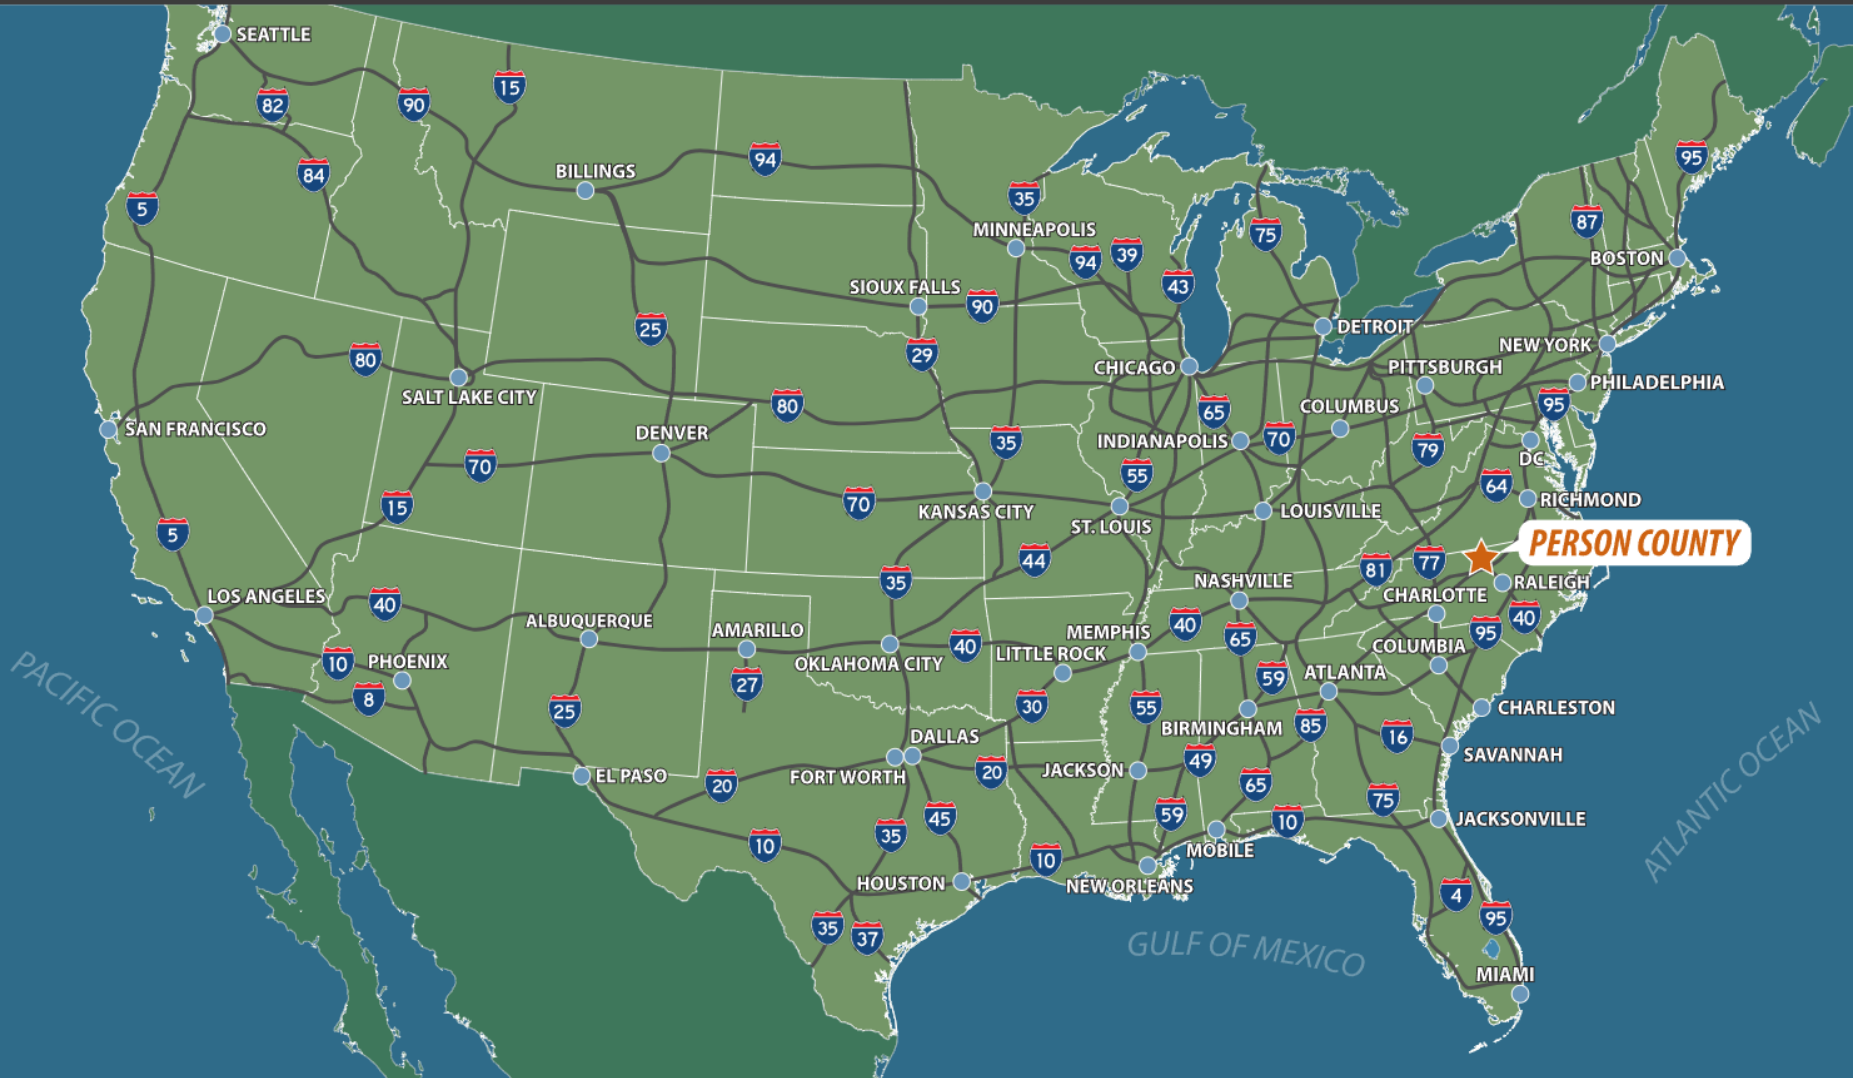 SEATTLE
15
82
90
94
95
BILLINGS
84
35
5
87
MINNEAPOLIS
75
94
39
BOSTON
43
SIOUX FALLS
90
25
DETROIT
NEW YORK
29
80
CHICAGO
PITTSBURGH
PHILADELPHIA
SALT LAKE CITY
80
65
COLUMBUS
95
SAN FRANCISCO
DENVER
35
INDIANAPOLIS
70
79
DC
70
55
64
15
70
KANSAS CITY
ST. LOUIS
LOUISVILLE
RICHMOND
5
PERSON COUNTY
44
81
77
35
NASHVILLE
RALEIGH
LOS ANGELES
40
CHARLOTTE
ALBUQUERQUE
AMARILLO
MEMPHIS
40
65
95
40
10
PHOENIX
OKLAHOMA CITY
40
LITTLE ROCK
COLUMBIA
8
27
59
ATLANTA
PACIFIC OCEAN
25
30
55
BIRMINGHAM
85
CHARLESTON
DALLAS
16
SAVANNAH
EL PASO
20
FORT WORTH
20
JACKSON
49
65
75
ATLANTIC OCEAN
10
35
45
59
MOBILE
10
JACKSONVILLE
HOUSTON
10
NEW ORLEANS
4
35
37
95
GULF OF MEXICO
MIAMI